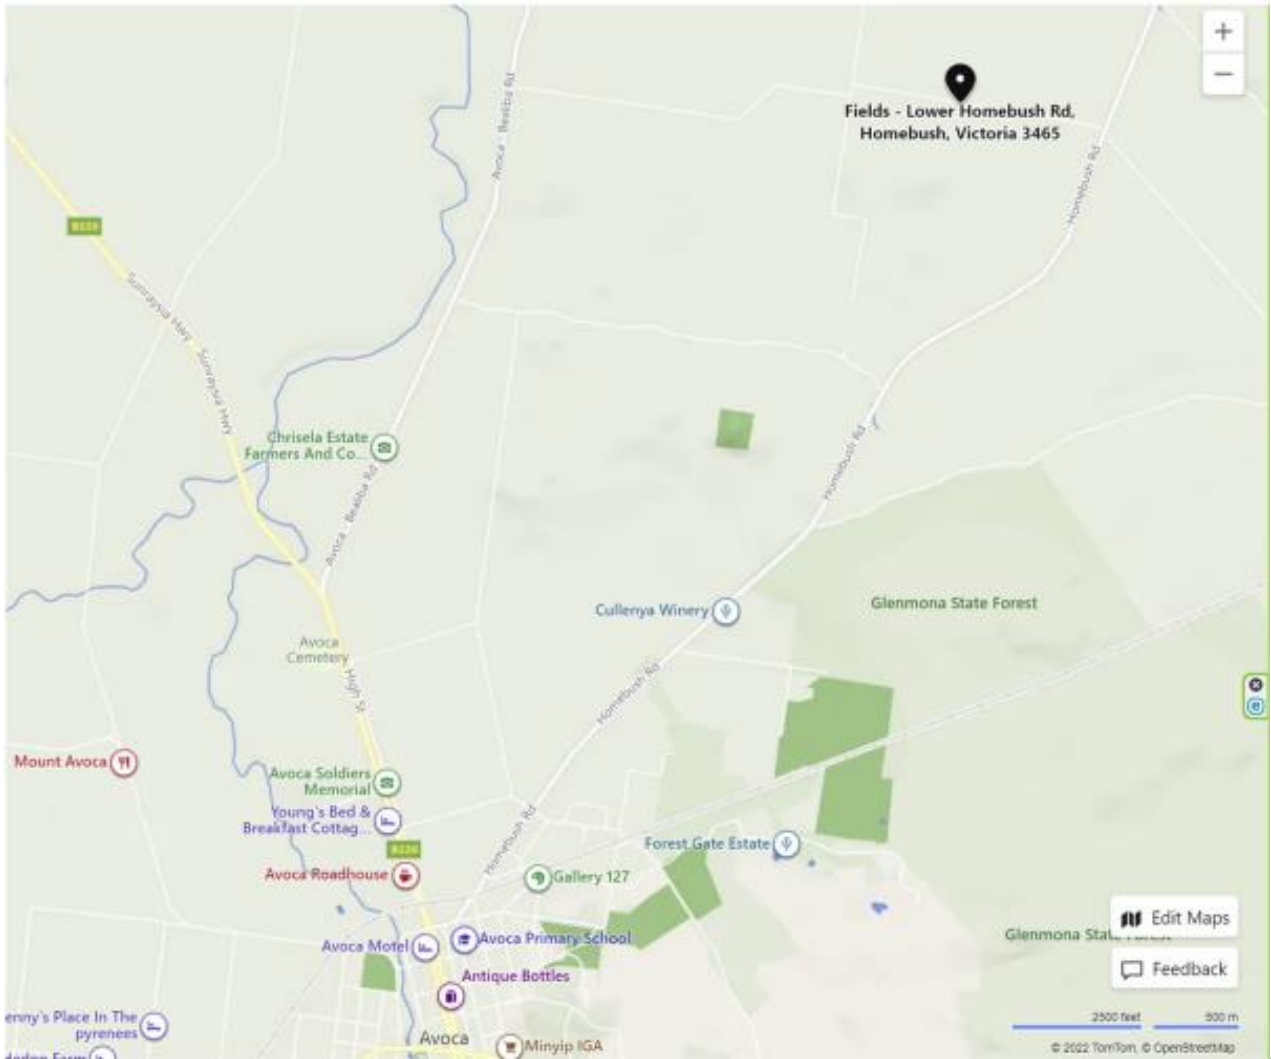 Avoca - Bealiba Rd
+
−
Fields - Lower Homebush Rd,
Homebush, Victoria 3465
Homebush Rd
Sunraysia Hwy
Sunraysia Hwy
Chrisela Estate
Farmers And Co...
Homebush Rd
Avoca - Bealiba Rd
Cullenya Winery
Glenmona State Forest
Avoca
Cemetery
High St
Homebush Rd
Mount Avoca
Avoca Soldiers
Memorial
Young's Bed &
Breakfast Cottag...
Homebush Rd
Forest Gate Estate
B220
Avoca Roadhouse
Gallery 127
Edit Maps
Avoca Motel
Avoca Primary School
Glenmona State Forest
Feedback
Antique Bottles
enny's Place In The
pyrenees
2500 feet
500 m
Avoca
Minyip IGA
© 2022 TomTom, © OpenStreetMap